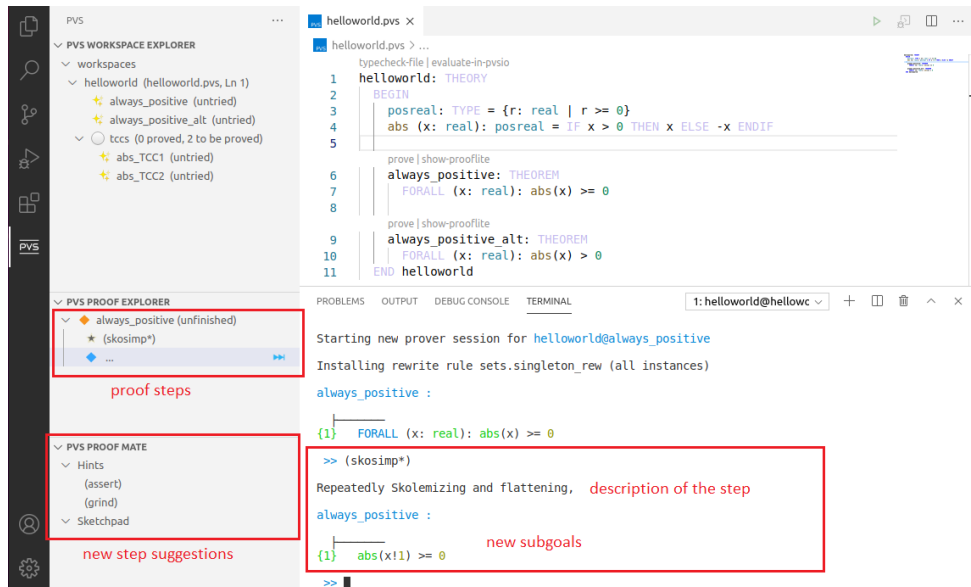 PVS
PVS WORKSPACE EXPLORER
workspaces
helloworld (helloworld.pvs, Ln 1)
always_positive (untried)
always_positive_alt (untried)
tccs (0 proved, 2 to be proved)
abs_TCC1 (untried)
abs_TCC2 (untried)
PVS
PVS PROOF EXPLORER
always_positive (unfinished)
(skosimp*)
...
proof steps
PVS PROOF MATE
Hints
(assert)
(grind)
Sketchpad
new step suggestions
helloworld.pvs
helloworld.pvs > ...
typecheck-file | evaluate-in-pvsio
1 helloworld: THEORY
2 BEGIN
3 posreal: TYPE = {r: real | r >= 0}
4 abs (x: real): posreal = IF x > 0 THEN x ELSE -x ENDIF
5
prove | show-prooflite
6 always_positive: THEOREM
7 FORALL (x: real): abs(x) >= 0
8
prove | show-prooflite
9 always_positive_alt: THEOREM
10 FORALL (x: real): abs(x) > 0
11 END helloworld
PROBLEMS OUTPUT DEBUG CONSOLE TERMINAL 1: helloworld@hellowc
Starting new prover session for helloworld@always_positive
Installing rewrite rule sets.singleton_rew (all instances)
always_positive :
{1} FORALL (x: real): abs(x) >= 0
>> (skosimp*)
Repeatedly Skolemizing and flattening, description of the step
always_positive :
new subgoals
{1} abs(x!1) >= 0
>>